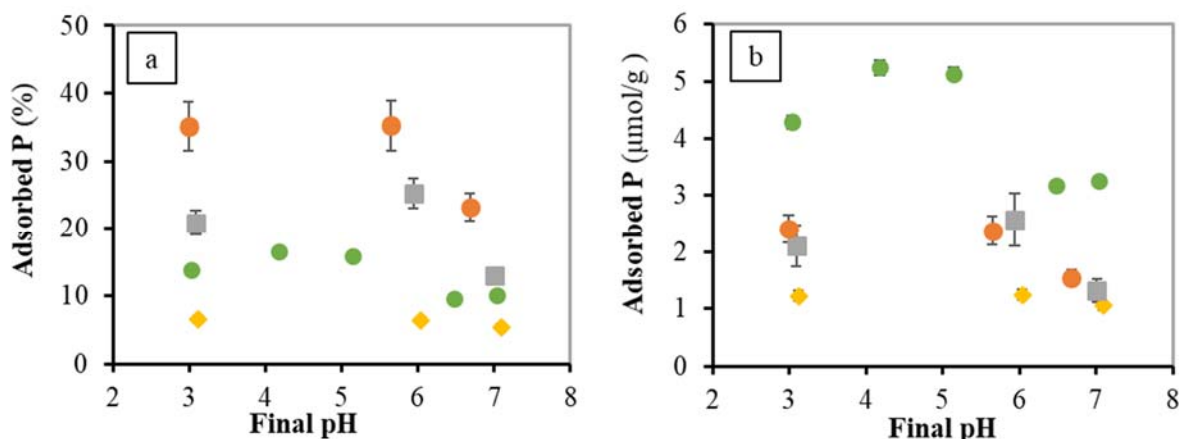 a
Adsorbed P (%)
50
40
30
20
10
0
2 3 4 5 6 7 8
Final pH
b
Adsorbed P (μmol/g)
6
5
4
3
2
1
0
2 3 4 5 6 7 8
Final pH